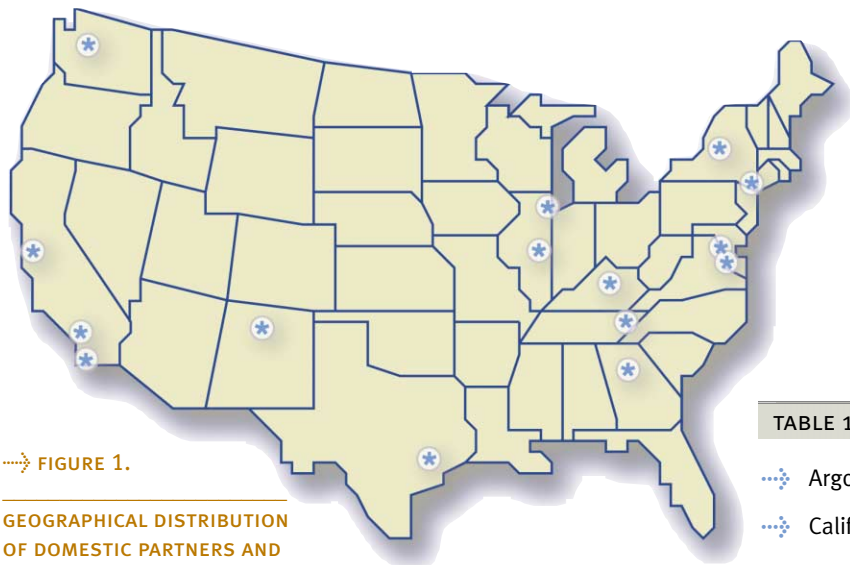 FIGURE 1.
GEOGRAPHICAL DISTRIBUTION
OF DOMESTIC PARTNERS AND
TABLE 1